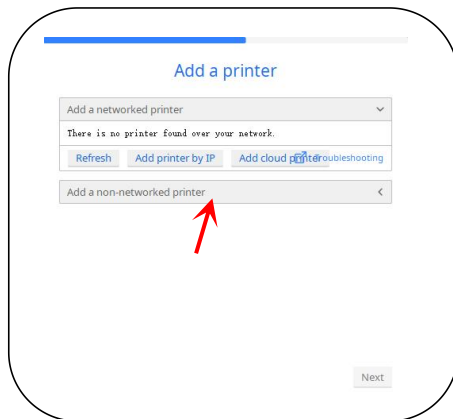 Add a printer
Add a networked printer
There is no printer found over your network.
Refresh Add printer by IP Add cloud printer Troubleshooting
Add a non-networked printer
Next